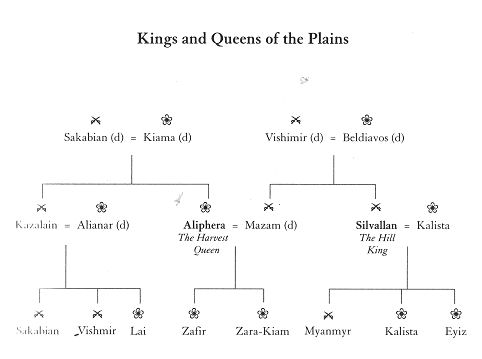 Kings and Queens of the Plains
Sakabian (d) = Kiama (d) Vishimir (d) = Beldiavos (d)
Kazalain = Alianar (d) Aliphera = Mazam (d) Silvallan = Kalista
The Harvest The Hill
Queen King
Sakabian Vishmir Lai Zafir Zara-Kiam Myanmyr Kalista Eyiz